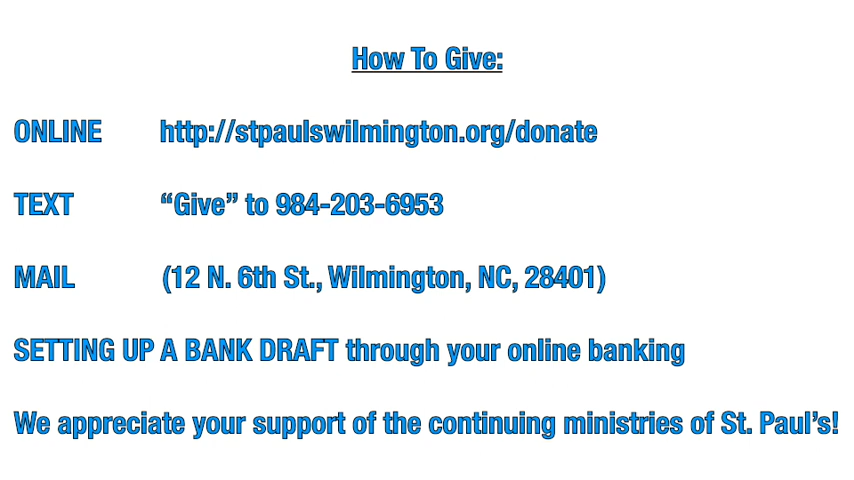 How To Give:
ONLINE http://stpaulswilmington.org/donate
TEXT “Give” to 984-203-6953
MAIL (12 N. 6th St., Wilmington, NC, 28401)
SETTING UP A BANK DRAFT through your online banking
We appreciate your support of the continuing ministries of St. Paul’s!